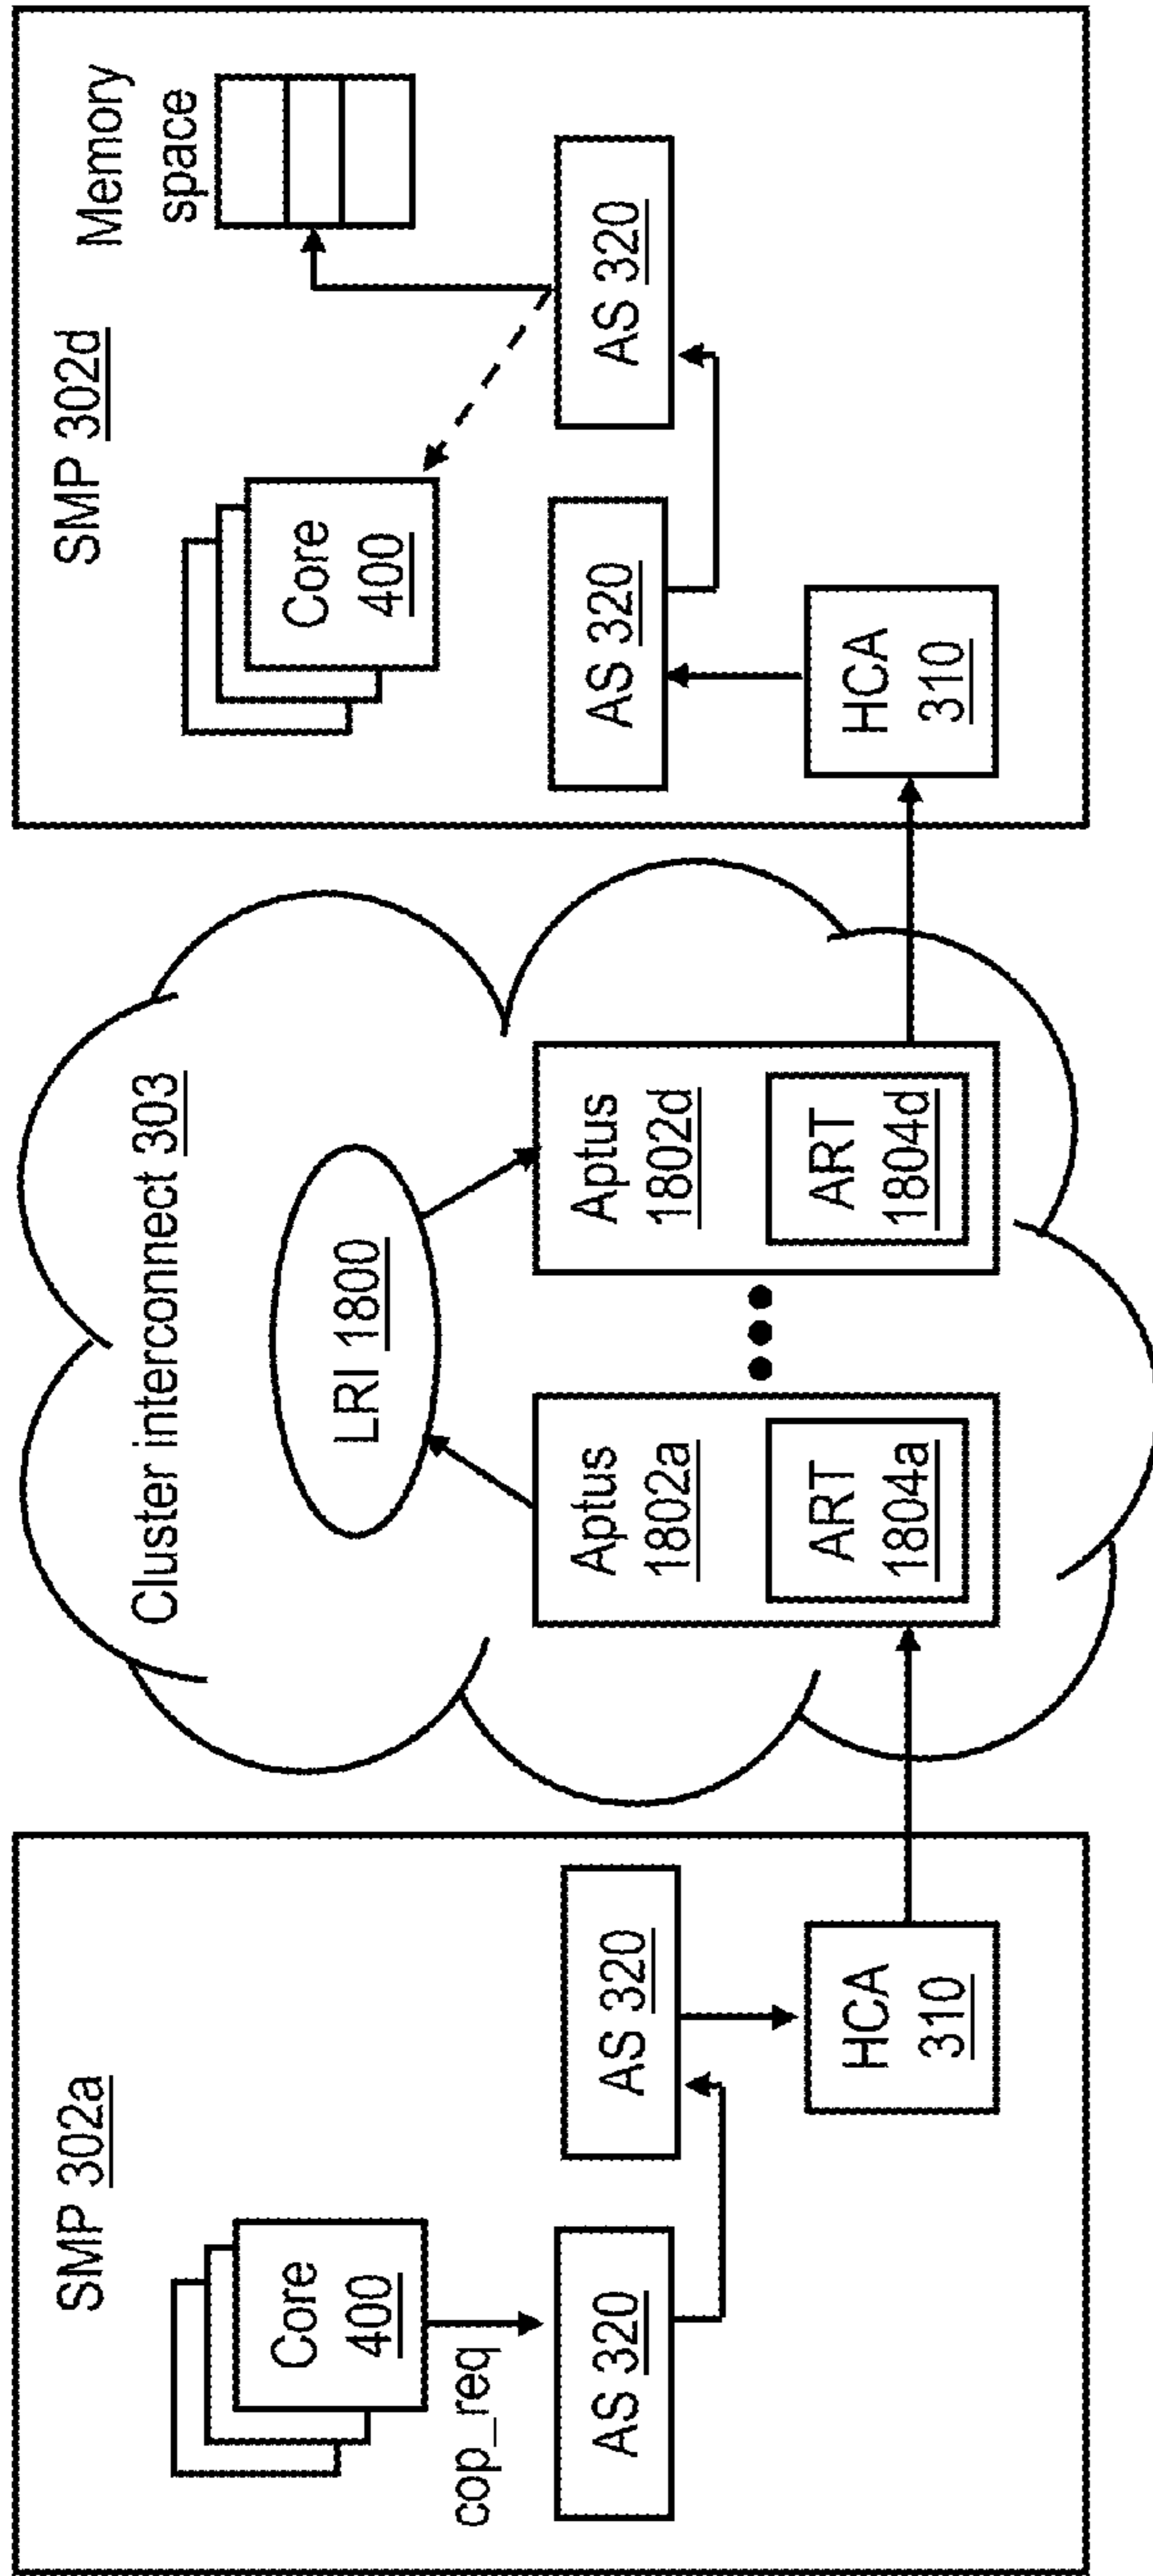 SMP 302a
Core
400
cop_req
AS 320
AS 320
HCA
310
Cluster interconnect 303
LRI 1800
Aptus
1802a
ART
1804a
Aptus
1802d
ART
1804d
SMP 302d
Core
400
Memory
space
AS 320
AS 320
HCA
310